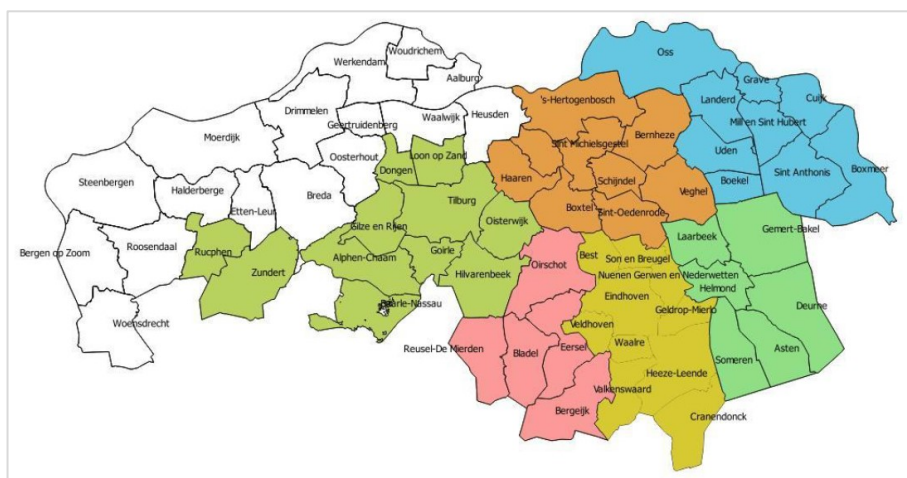 Woudrichem
Werkendam
Aalburg
Oss
Grave
Cuijk
Landerd
Mill en Sint Hubert
's-Hertogenbosch
Drimmelen
Geertruidenberg
Waalwijk
Heusden
Moerdijk
Bernheze
Sint Michielsgestel
Uden
Oosterhout
Loon op Zand
Dongen
Haaren
Schijndel
Boekel
Sint Anthonis
Boxmeer
Steenbergen
Halderberge
Etten-Leur
Breda
Tilburg
Veghel
Boxtel
Sint-Oedenrode
Oisterwijk
Gilze en Rijen
Laarbeek
Gemert-Bakel
Bergen op Zoom
Roosendaal
Rucphen
Zundert
Alphen-Chaam
Goirle
Hilvarenbeek
Oirschot
Best
Son en Breugel
Nuenen Gerwen en Nederwetten
Helmond
Eindhoven
Geldrop-Mierlo
Deurne
Baarle-Nassau
Woensdrecht
Veldhoven
Waalre
Reusel-De Mierden
Bladel
Eersel
Someren
Asten
Heeze-Leende
Valkenswaard
Bergeijk
Cranendonck